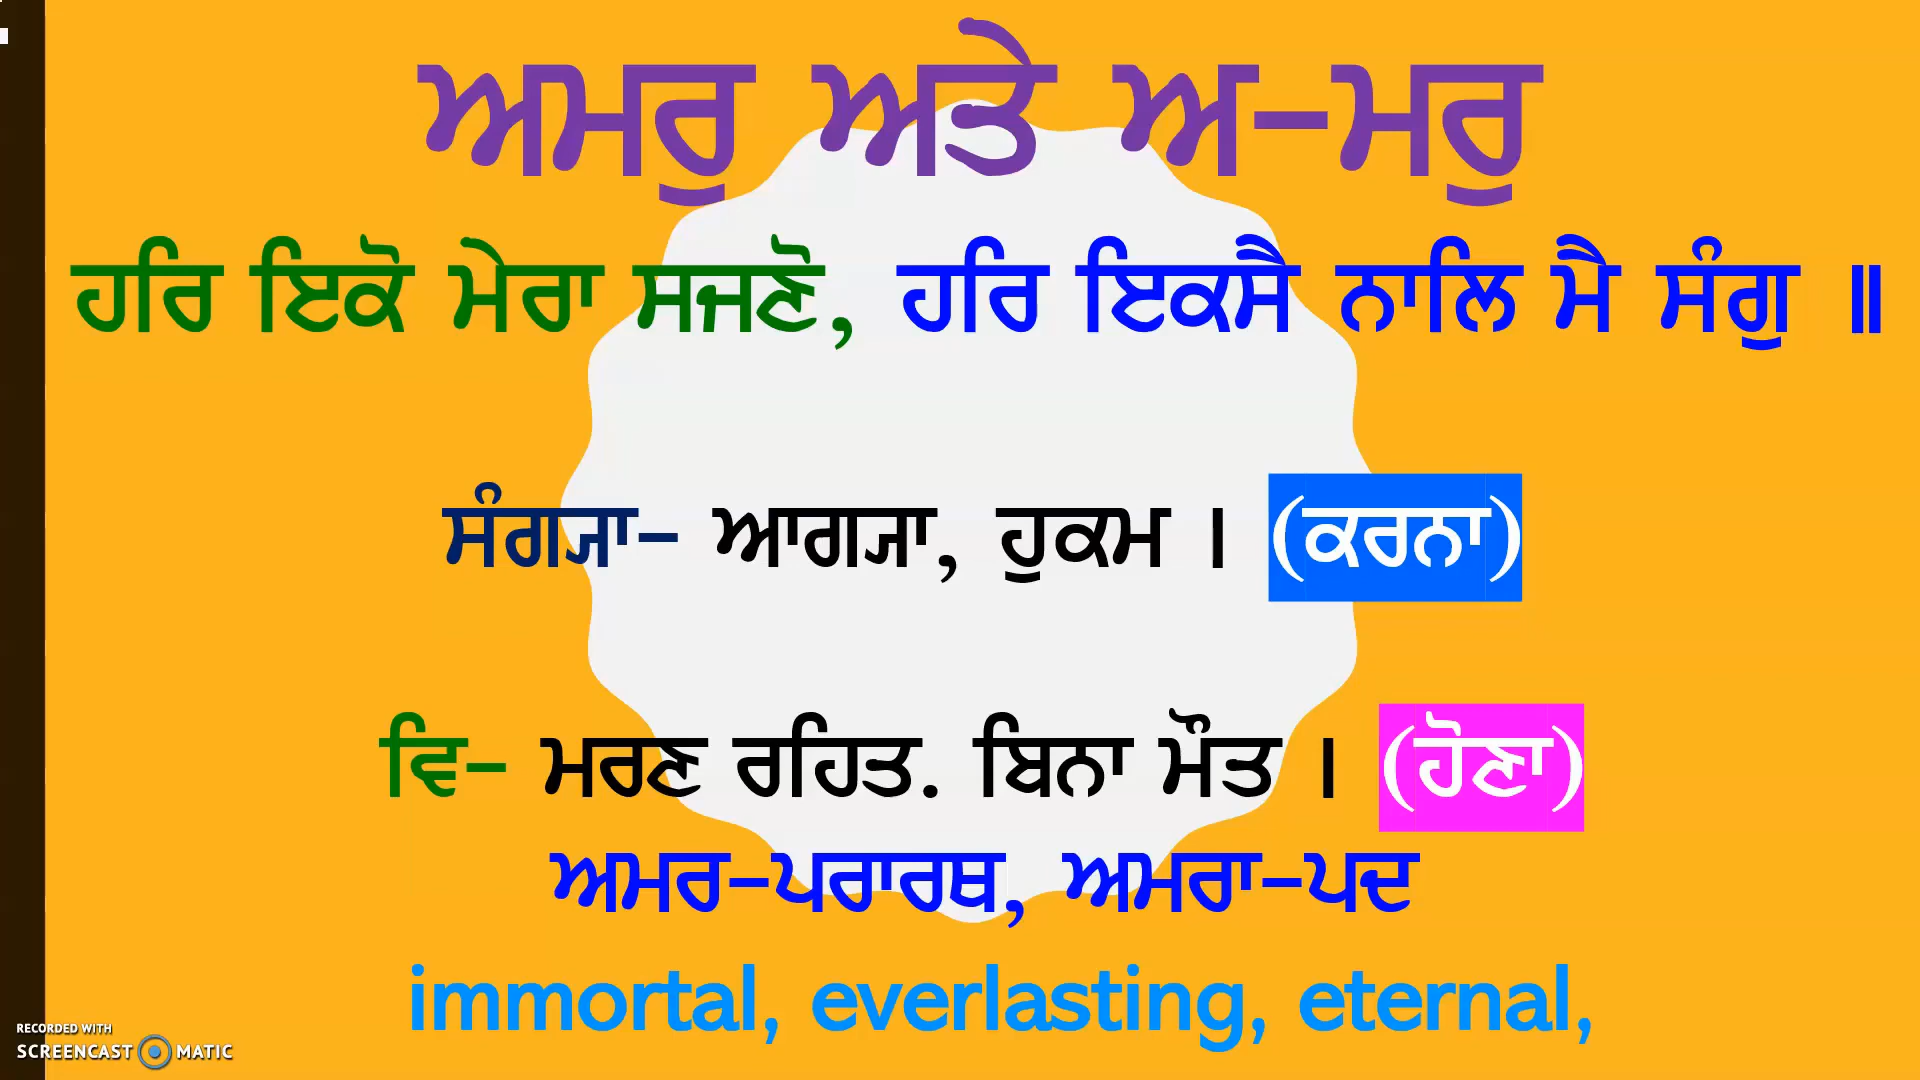 ਅਮਰੁ ਅਤੇ ਅ-ਮਰੁ
ਹਰਿ ਇਕੋ ਮੇਰਾ ਸਜਣੋ, ਹਰਿ ਇਕਸੈ ਨਾਲਿ ਮੈ ਸੰਗੁ ॥
ਸੰਗਯਾ- ਆਗਯਾ, ਹੁਕਮ । (ਕਰਨਾ)
ਵਿ- ਮਰਣ ਰਹਿਤ. ਬਿਨਾ ਮੌਤ । (ਹੋਣਾ)
ਅਮਰ-ਪਰਾਰਥ, ਅਮਰਾ-ਪਦ
immortal, everlasting, eternal,
RECORDED WITH
SCREENCAST MATIC